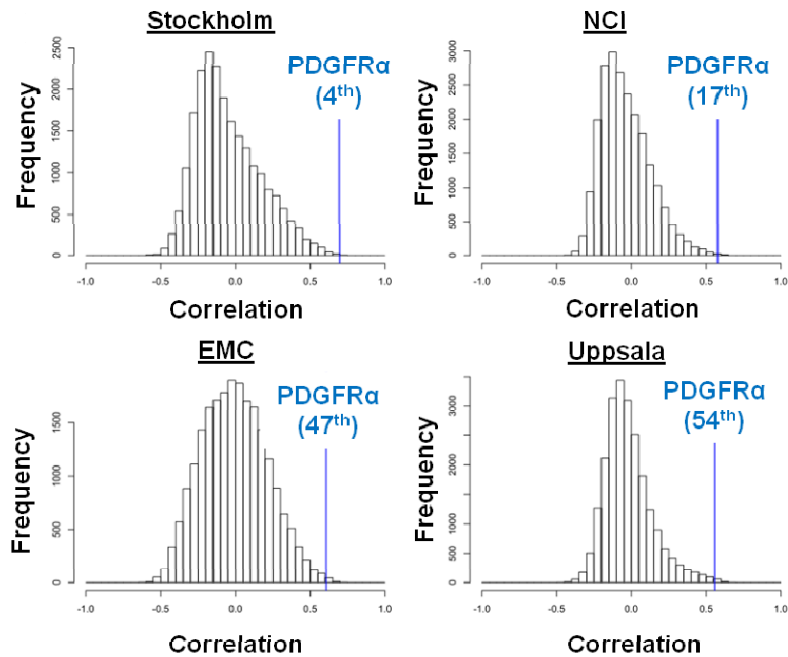 Stockholm
PDGFRα
(4th)
Frequency
2500
2000
1500
1000
500
0
-1.0
-0.5
0.0
0.5
1.0
Correlation
NCI
PDGFRα
(17th)
Frequency
3000
2500
2000
1500
1000
500
0
-1.0
-0.5
0.0
0.5
1.0
Correlation
EMC
PDGFRα
(47th)
Frequency
1500
1000
500
0
-1.0
-0.5
0.0
0.5
1.0
Correlation
Uppsala
PDGFRα
(54th)
Frequency
3000
2000
1000
500
0
-1.0
-0.5
0.0
0.5
1.0
Correlation